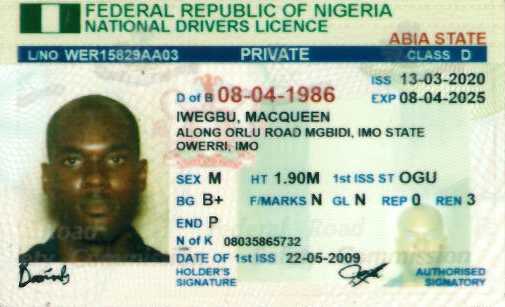 FEDERAL REPUBLIC OF NIGERIA
NATIONAL DRIVERS LICENCE
ABIA STATE
L/NO WER15829AA03 PRIVATE CLASS D
ISS 13-03-2020
D of B 08-04-1986 EXP 08-04-2025
IWEGBU, MACQUEEN
ALONG ORLU ROAD MGBIDI, IMO STATE
OWERRI, IMO
SEX M HT 1.90M 1st ISS ST OGU
BG B+ F/MARKS N GL N REP 0 REN 3
END P
N of K 08035865732
DATE OF 1st ISS 22-05-2009
HOLDER'S SIGNATURE
AUTHORISED SIGNATORY